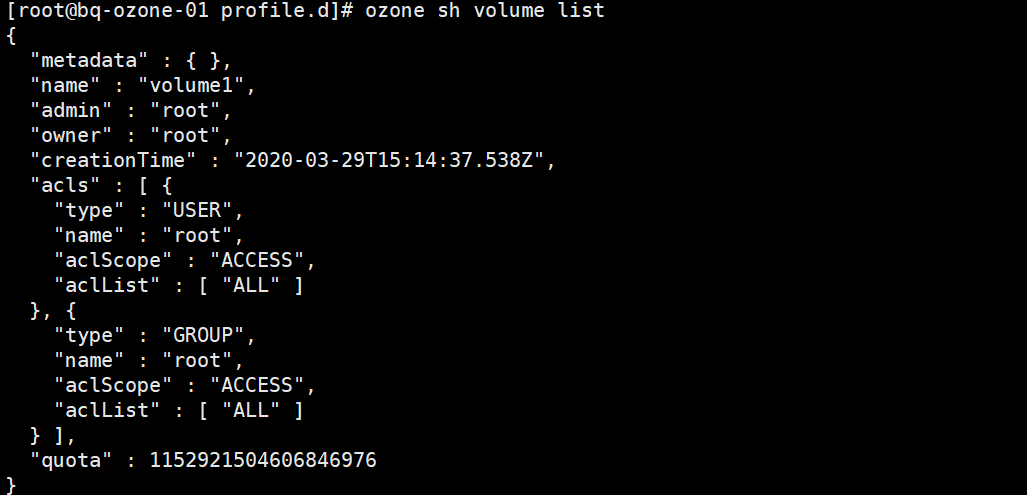 [root@bq-ozone-01 profile.d]# ozone sh volume list
{
  "metadata" : { },
  "name" : "volume1",
  "admin" : "root",
  "owner" : "root",
  "creationTime" : "2020-03-29T15:14:37.538Z",
  "acls" : [ {
    "type" : "USER",
    "name" : "root",
    "aclScope" : "ACCESS",
    "aclList" : [ "ALL" ]
  }, {
    "type" : "GROUP",
    "name" : "root",
    "aclScope" : "ACCESS",
    "aclList" : [ "ALL" ]
  } ],
  "quota" : 1152921504606846976
}